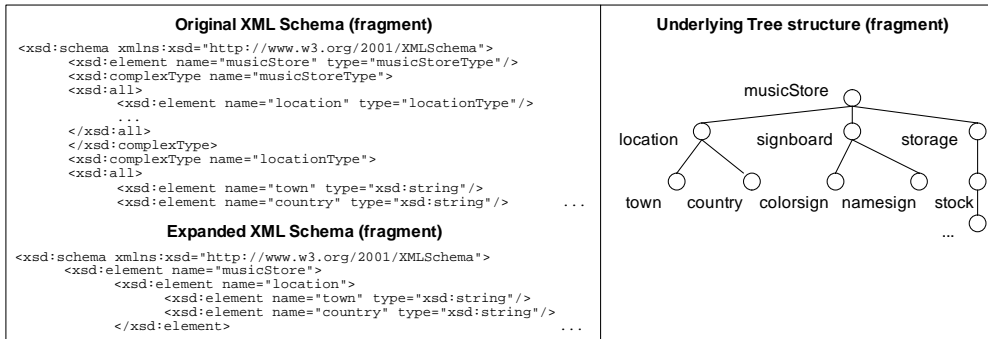 Original XML Schema (fragment)
<xsd:schema xmlns:xsd="http://www.w3.org/2001/XMLSchema">
<xsd:element name="musicStore" type="musicStoreType"/>
<xsd:complexType name="musicStoreType">
<xsd:all>
<xsd:element name="location" type="locationType"/>
...
</xsd:all>
</xsd:complexType>
<xsd:complexType name="locationType">
<xsd:all>
<xsd:element name="town" type="xsd:string"/>
<xsd:element name="country" type="xsd:string"/> ...
Expanded XML Schema (fragment)
<xsd:schema xmlns:xsd="http://www.w3.org/2001/XMLSchema">
<xsd:element name="musicStore">
<xsd:element name="location">
<xsd:element name="town" type="xsd:string"/>
<xsd:element name="country" type="xsd:string"/>
</xsd:element> ...
Underlying Tree structure (fragment)
musicStore
location signboard storage
town country colorsign namesign stock
...